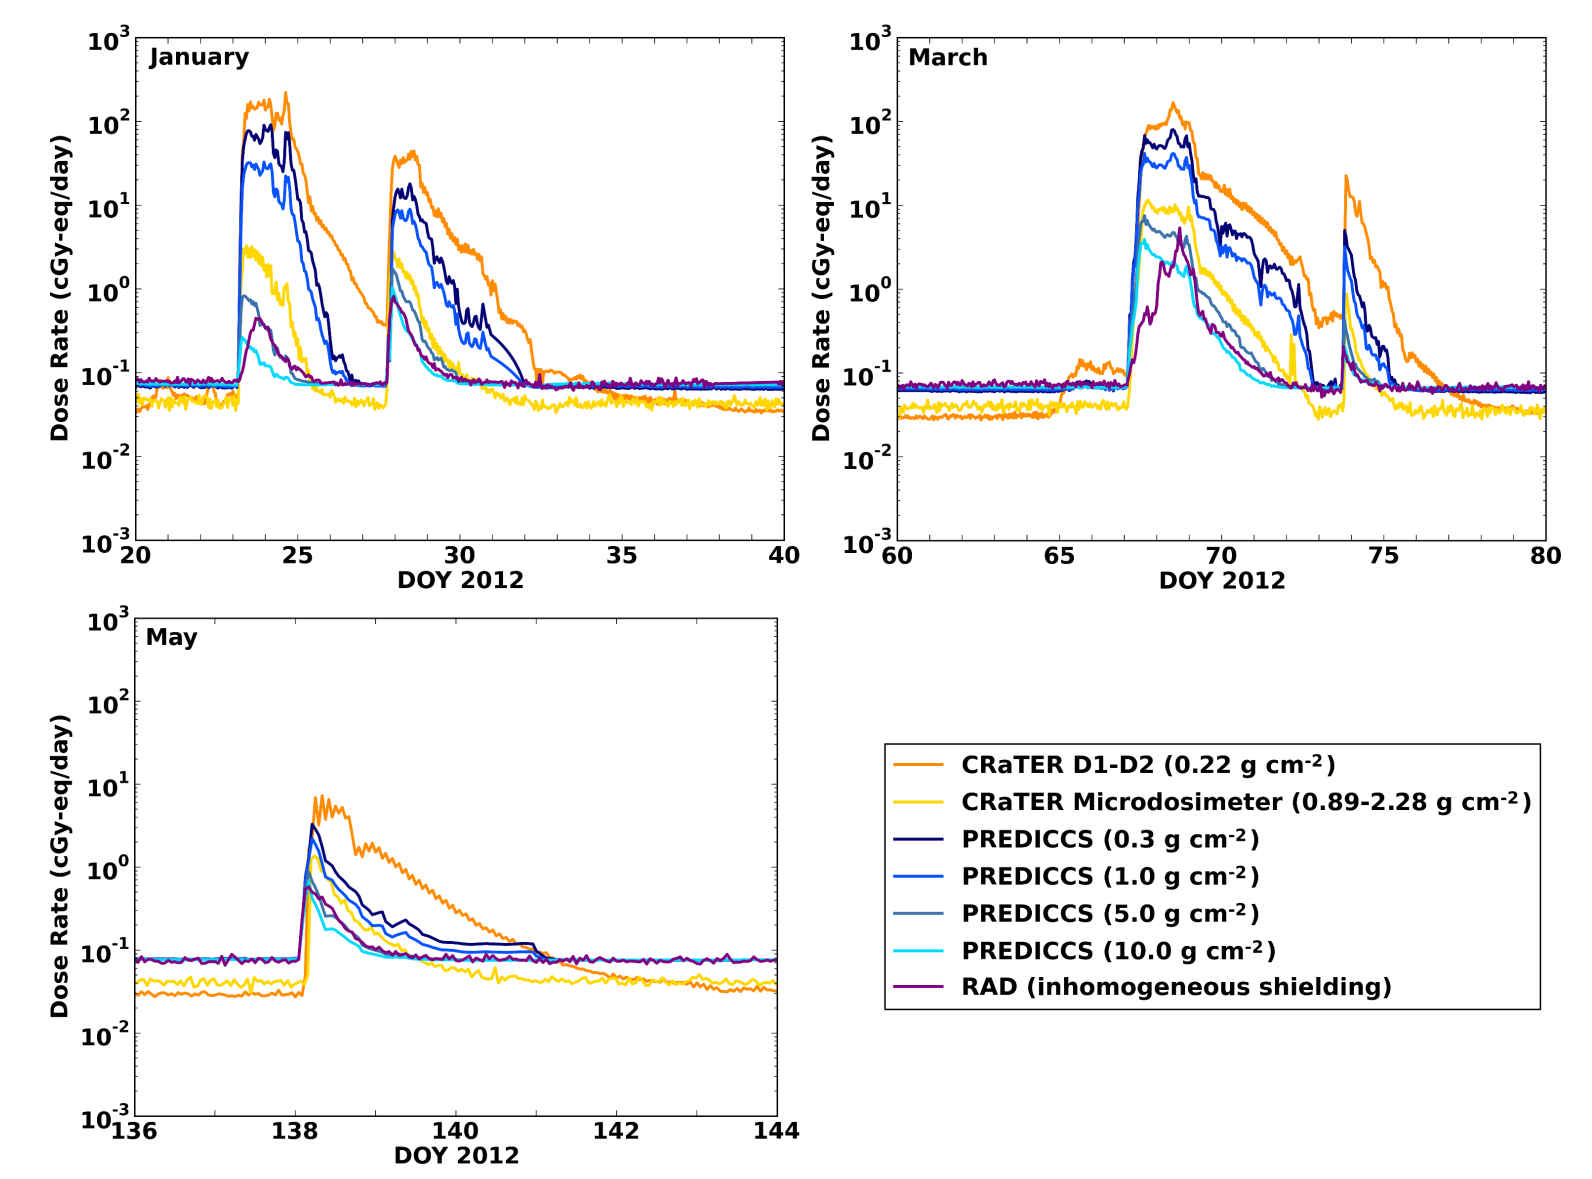 January
Dose Rate (cGy-eq/day)
10³
10²
10¹
10⁰
10⁻¹
10⁻²
10⁻³
20 25 30 35 40
DOY 2012
March
Dose Rate (cGy-eq/day)
10³
10²
10¹
10⁰
10⁻¹
10⁻²
10⁻³
60 65 70 75 80
DOY 2012
May
Dose Rate (cGy-eq/day)
10³
10²
10¹
10⁰
10⁻¹
10⁻²
10⁻³
136 138 140 142 144
DOY 2012
CRaTER D1-D2 (0.22 g cm⁻²)
CRaTER Microdosimeter (0.89-2.28 g cm⁻²)
PREDICCS (0.3 g cm⁻²)
PREDICCS (1.0 g cm⁻²)
PREDICCS (5.0 g cm⁻²)
PREDICCS (10.0 g cm⁻²)
RAD (inhomogeneous shielding)